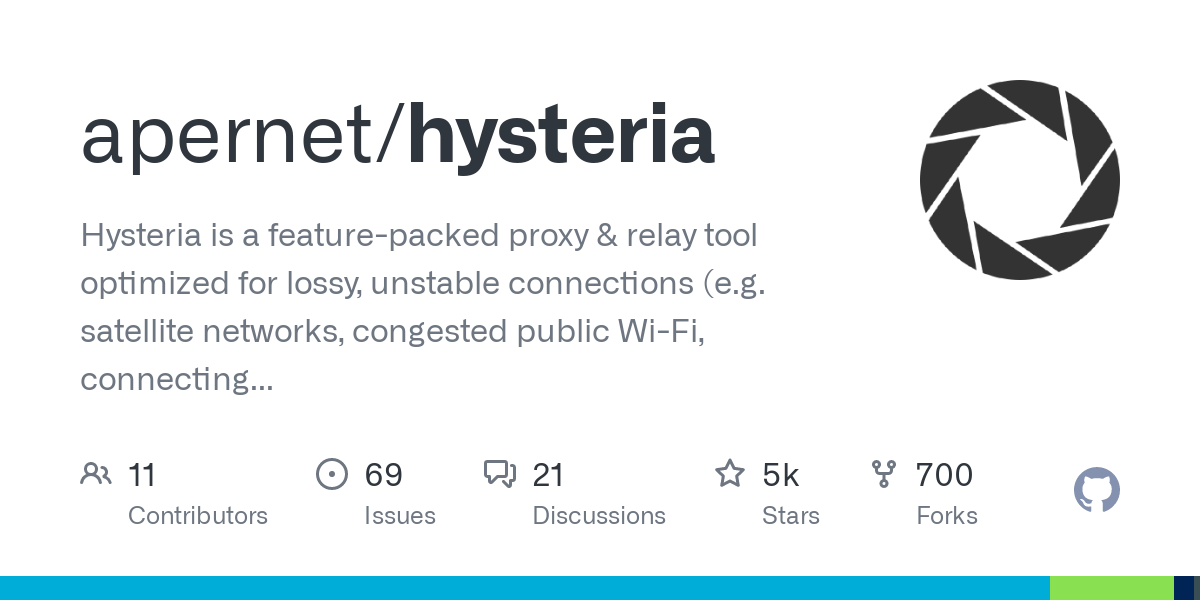 apernet/hysteria
Hysteria is a feature-packed proxy & relay tool
optimized for lossy, unstable connections (e.g.
satellite networks, congested public Wi-Fi,
connecting...
11 69 21 5k 700
Contributors Issues Discussions Stars Forks